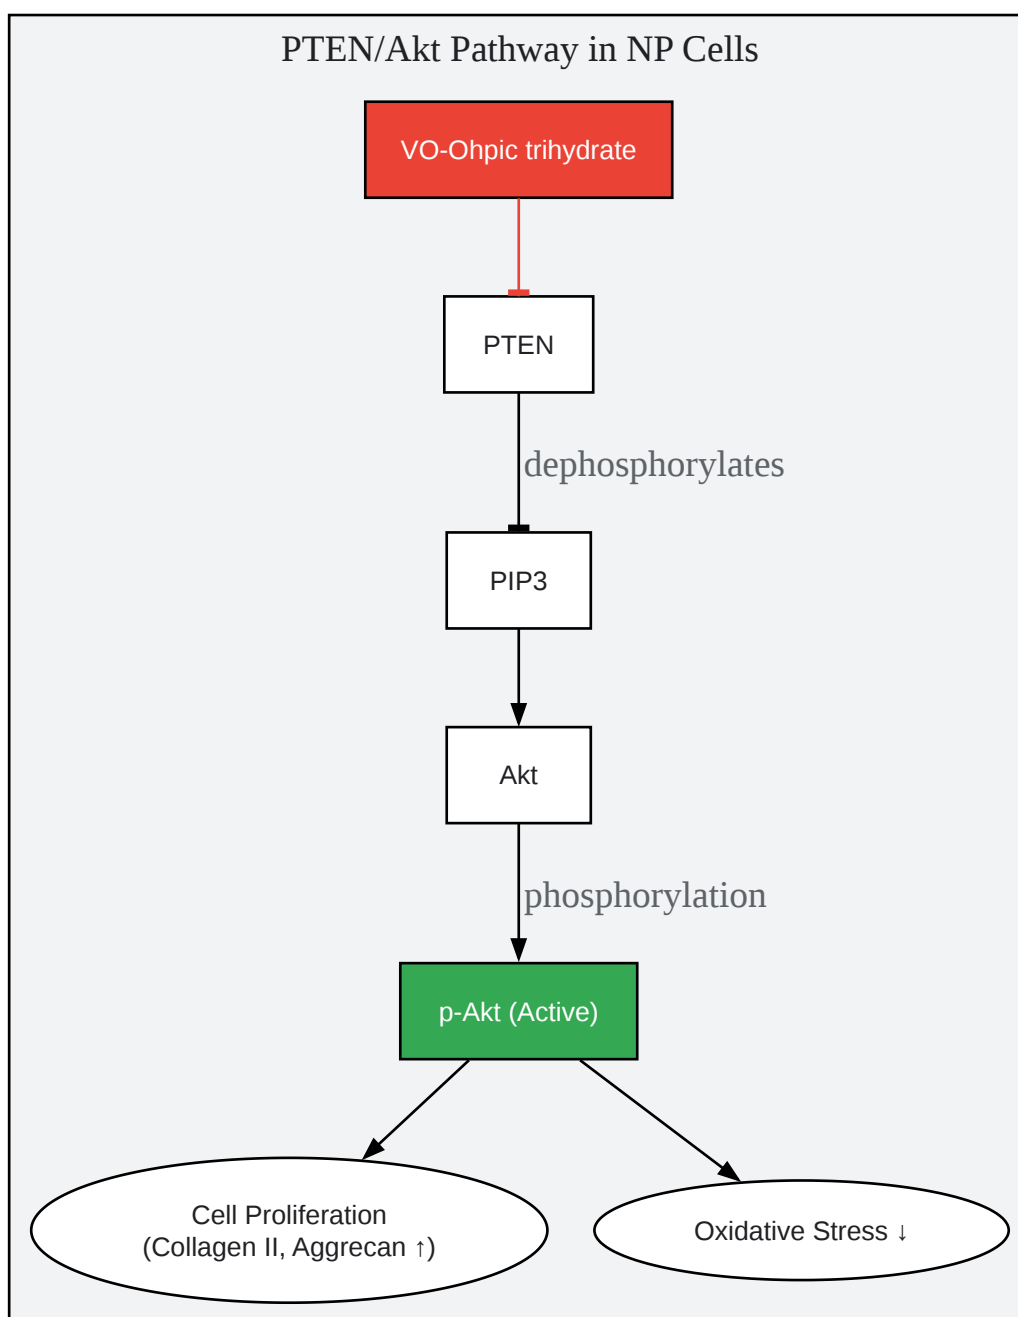 PTEN/Akt Pathway in NP Cells
VO-Ohpic trihydrate
PTEN
dephosphorylates
PIP3
Akt
phosphorylation
p-Akt (Active)
Cell Proliferation
(Collagen II, Aggrecan ↑)
Oxidative Stress ↓